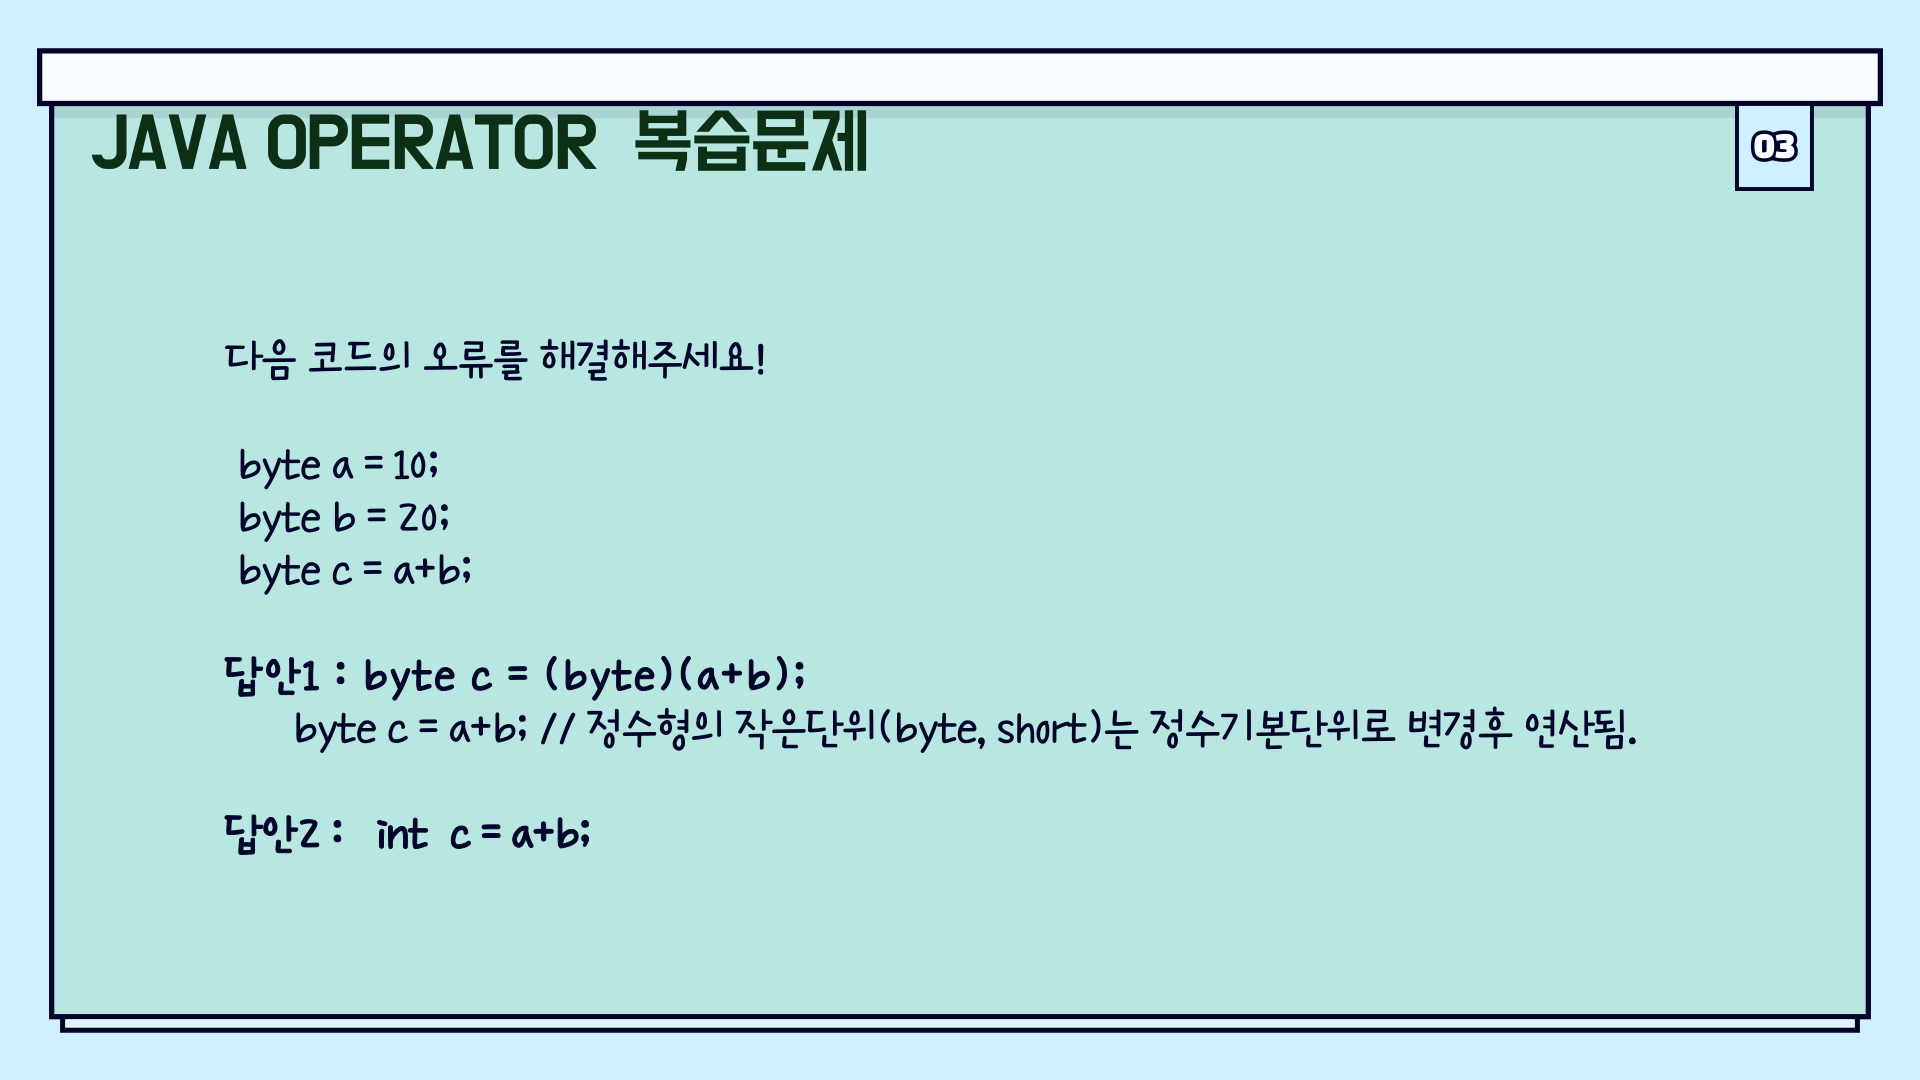 JAVA OPERATOR 복습문제
03
다음 코드의 오류를 해결해주세요!
byte a = 10;
byte b = 20;
byte c = a+b;
답안1 : byte c = (byte)(a+b);
byte c = a+b; // 정수형의 작은단위(byte, short)는 정수기본단위로 변경후 연산됨.
답안2 : int c = a+b;